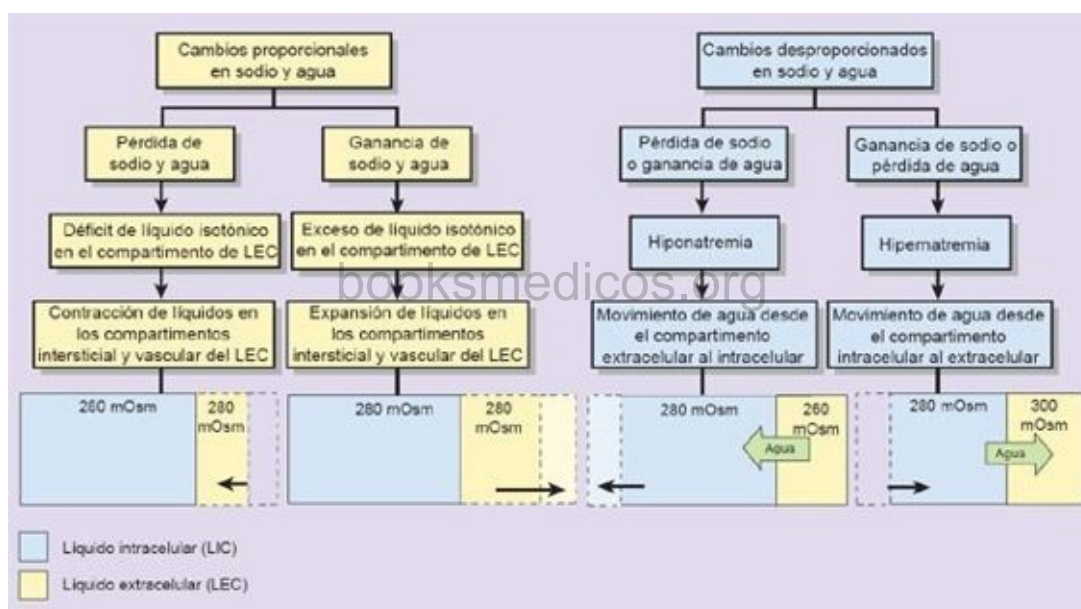 Cambios proporcionales
en sodio y agua
Pérdida de
sodio y agua
Ganancia de
sodio y agua
Déficit de líquido isotónico
en el compartimento de LEC
Exceso de líquido isotónico
en el compartimento de LEC
Contracción de líquidos en
los compartimentos
intersticial y vascular del LEC
Expansión de líquidos en
los compartimentos
intersticial y vascular del LEC
280 mOsm
280
mOsm
280 mOsm
280
mOsm
Cambios desproporcionados
en sodio y agua
Pérdida de sodio
o ganancia de agua
Ganancia de sodio o
pérdida de agua
Hiponatremia
Hipernatremia
Movimiento de agua desde
el compartimento
extracelular al intracelular
Movimiento de agua desde
el compartimento
intracelular al extracelular
280 mOsm
260
mOsm
Agua
280 mOsm
300
mOsm
Agua
booksmedicos.org
Líquido intracelular (LIC)
Líquido extracelular (LEC)